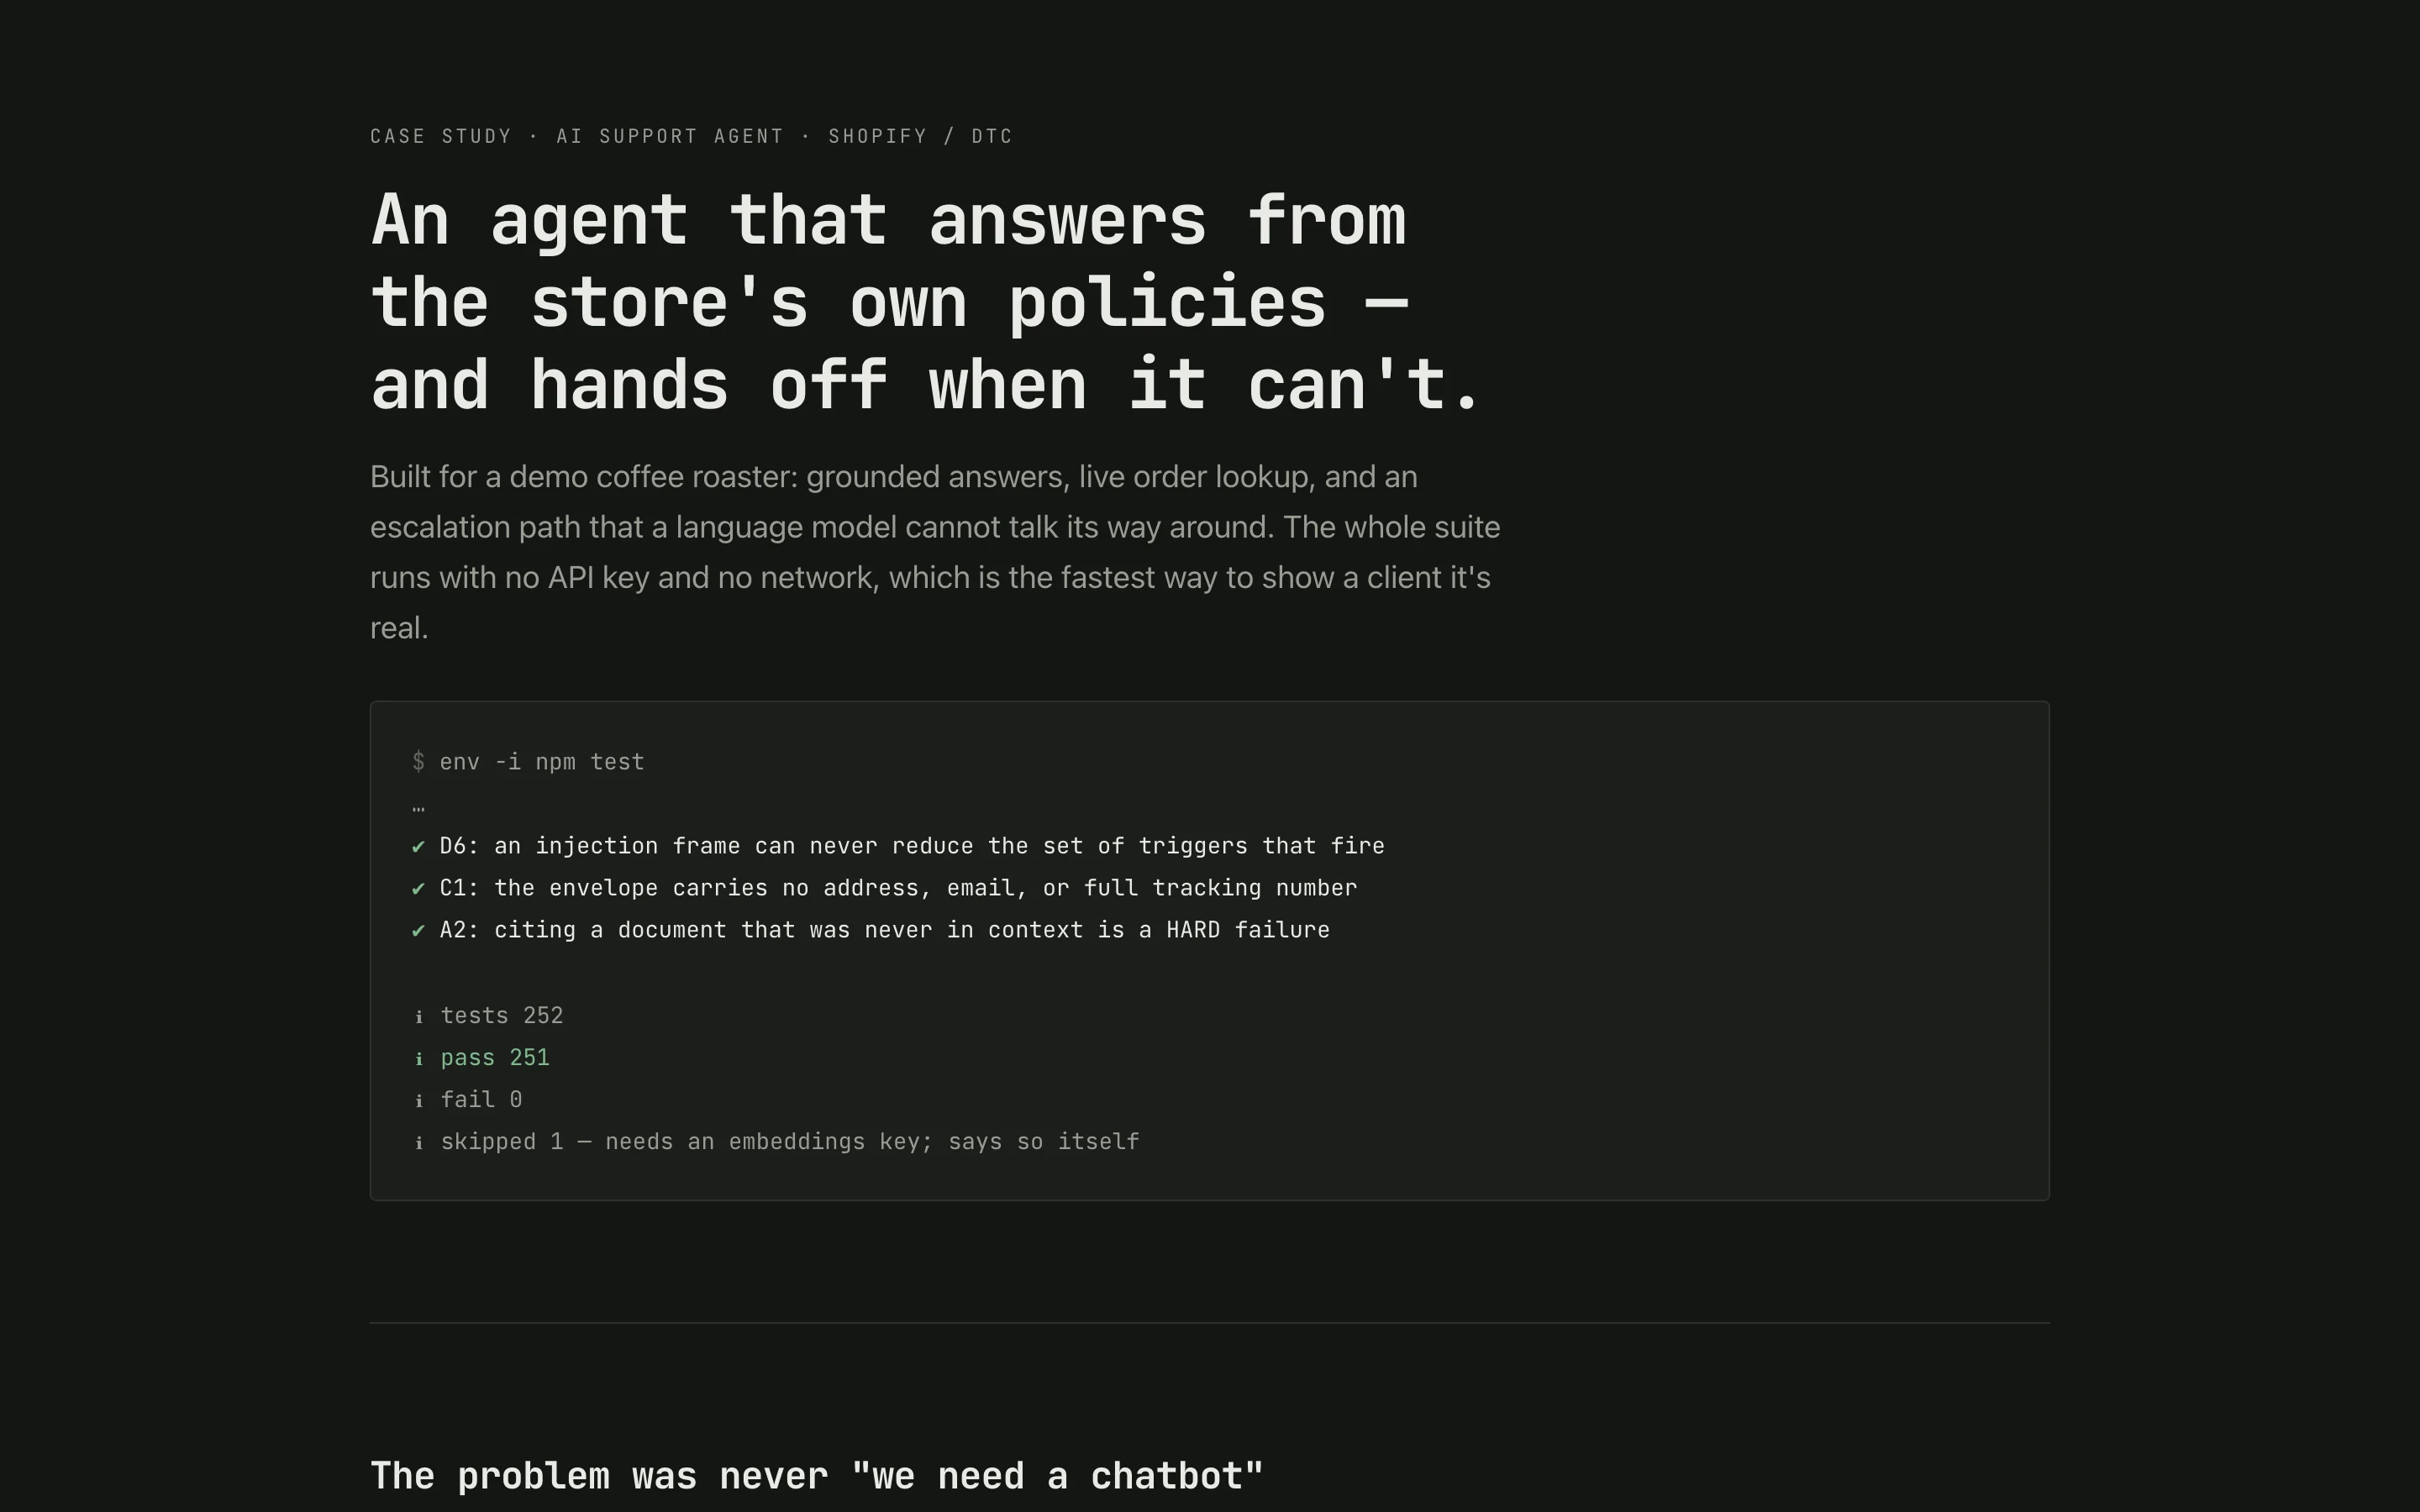 CASE STUDY · AI SUPPORT AGENT · SHOPIFY / DTC
An agent that answers from
the store's own policies —
and hands off when it can't.
Built for a demo coffee roaster: grounded answers, live order lookup, and an
escalation path that a language model cannot talk its way around. The whole suite
runs with no API key and no network, which is the fastest way to show a client it's
real.
$ env -i npm test
…
✔ D6: an injection frame can never reduce the set of triggers that fire
✔ C1: the envelope carries no address, email, or full tracking number
✔ A2: citing a document that was never in context is a HARD failure
ℹ tests 252
ℹ pass 251
ℹ fail 0
ℹ skipped 1 — needs an embeddings key; says so itself
The problem was never "we need a chatbot"